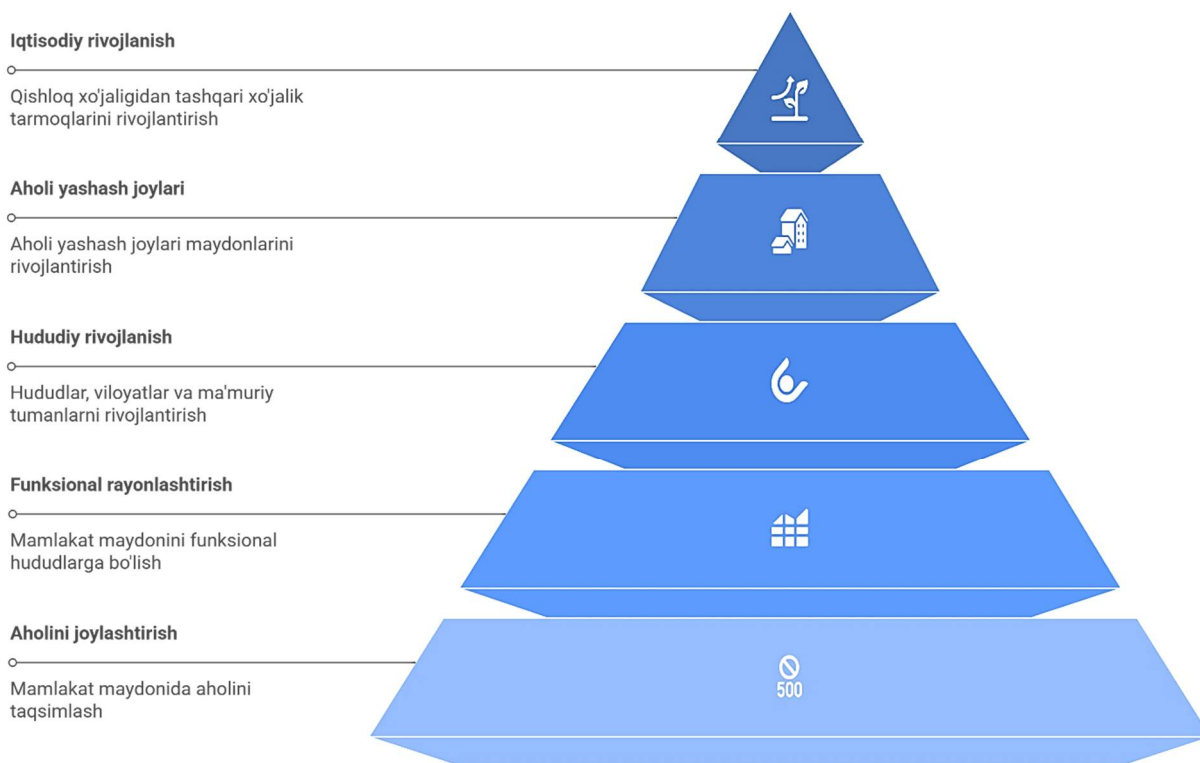 Iqtisodiy rivojlanish
Qishloq xo'jaligidan tashqari xo'jalik
tarmoqlarini rivojlantirish
Aholi yashash joylari
Aholi yashash joylari maydonlarini
rivojlantirish
Hududiy rivojlanish
Hududlar, viloyatlar va ma'muriy
tumanlarni rivojlantirish
Funksional rayonlashtirish
Mamlakat maydonini funksional
hududlarga bo'lish
Aholini joylashtirish
Mamlakat maydonida aholini
taqsimlash
500